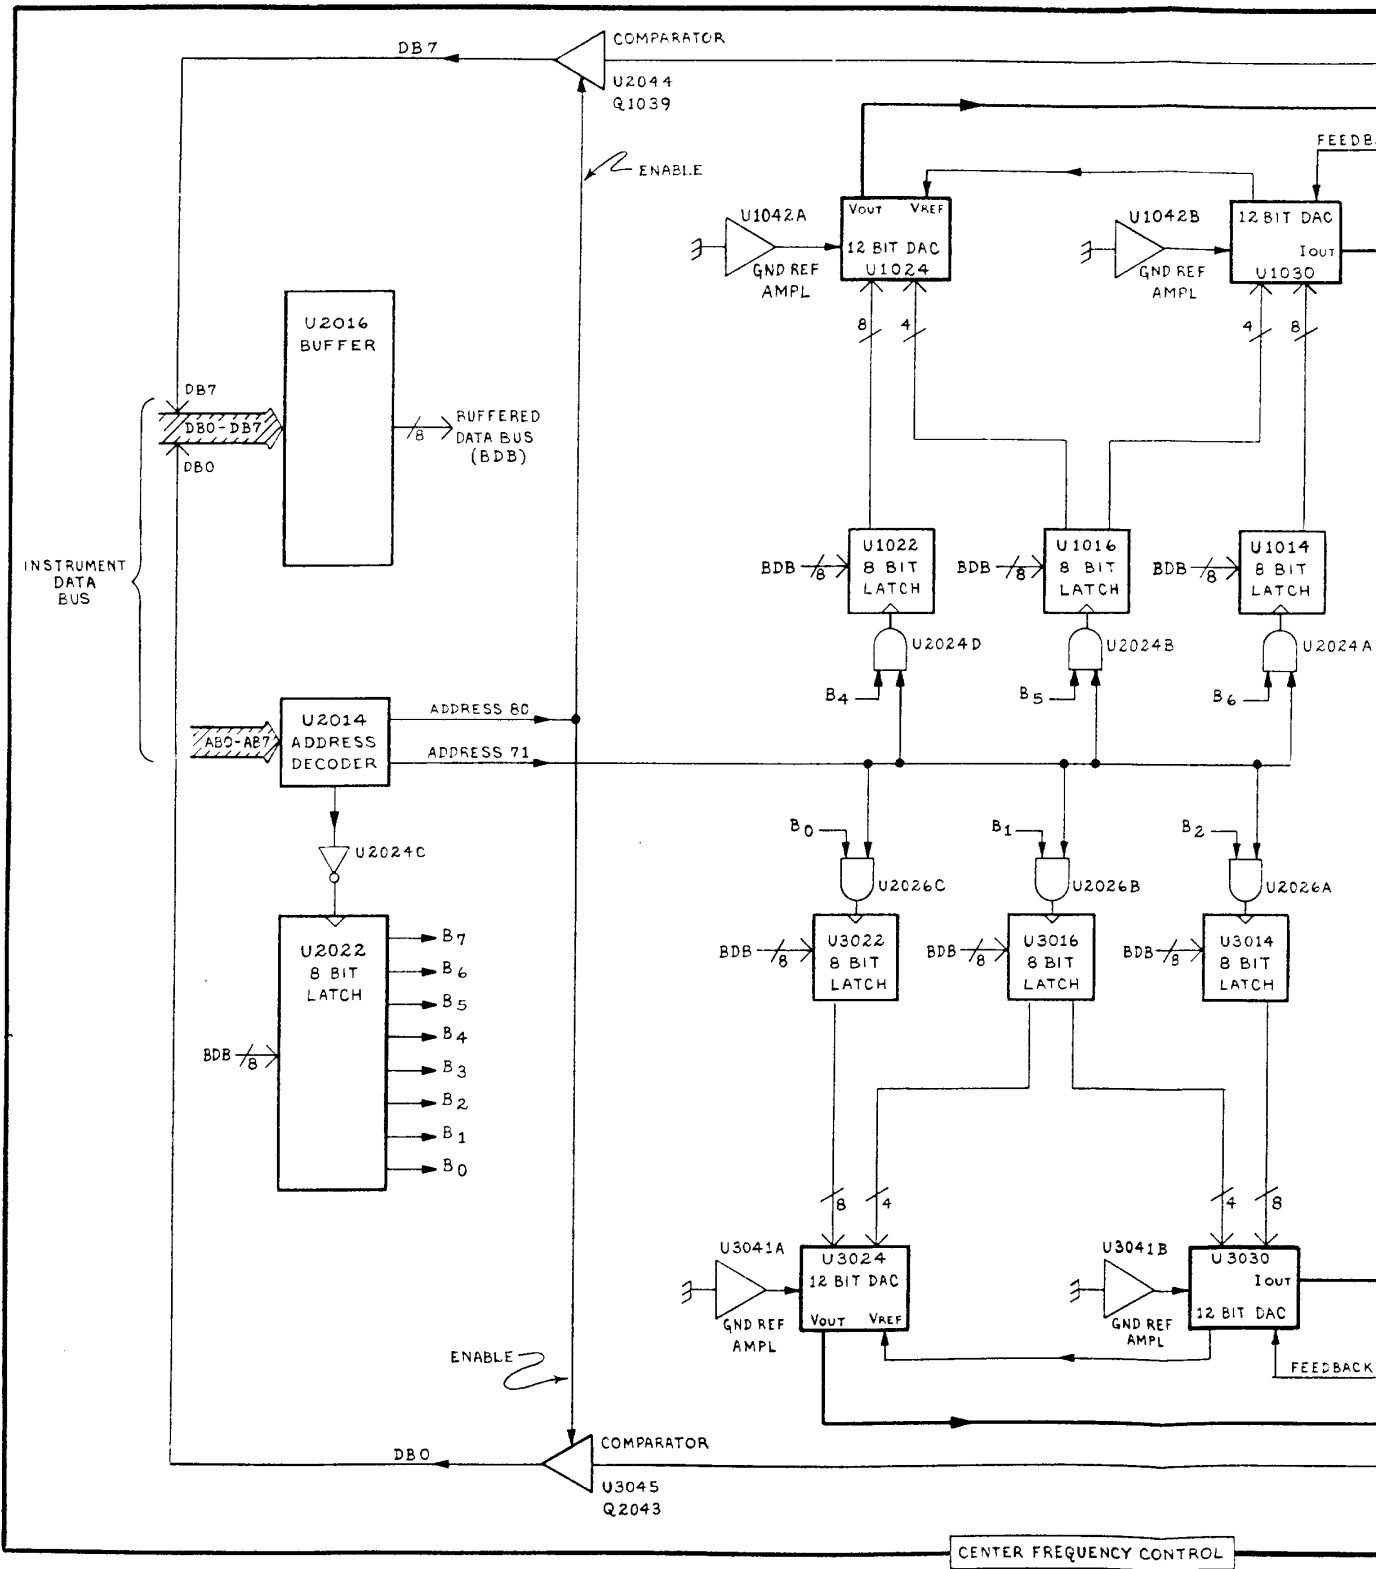 COMPARATOR
DB7
U2044
Q1039
ENABLE
FEEDB
U1042A
VOUT VREF
12 BIT DAC
U1024
GND REF
AMPL
U1042B
12 BIT DAC
IOUT
U1030
GND REF
AMPL
8
4
4
8
U2016
BUFFER
DB7
DB0-DB7
DB0
8
BUFFERED
DATA BUS
(BDB)
INSTRUMENT
DATA
BUS
BDB
8
U1022
8 BIT
LATCH
BDB
8
U1016
8 BIT
LATCH
BDB
8
U1014
8 BIT
LATCH
U2024D
U2024B
U2024A
B4
B5
B6
AB0-AB7
U2014
ADDRESS
DECODER
ADDRESS 80
ADDRESS 71
U2024C
B0
B1
B2
U2026C
U2026B
U2026A
U2022
8 BIT
LATCH
BDB
8
B7
B6
B5
B4
B3
B2
B1
B0
BDB
8
U3022
8 BIT
LATCH
BDB
8
U3016
8 BIT
LATCH
BDB
8
U3014
8 BIT
LATCH
8
4
4
8
U3041A
U3024
12 BIT DAC
VOUT VREF
GND REF
AMPL
U3041B
U3030
IOUT
12 BIT DAC
GND REF
AMPL
FEEDBACK
ENABLE
DB0
COMPARATOR
U3045
Q2043
CENTER FREQUENCY CONTROL